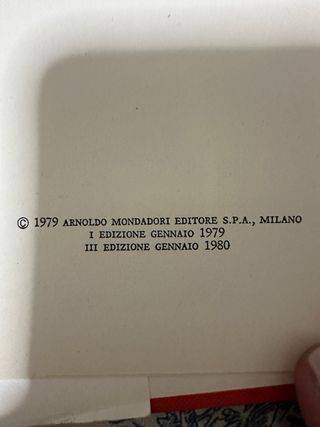 © 1979 ARNOLDO MONDADORI EDITORE S.P.A., MILANO
I EDIZIONE GENNAIO 1979
III EDIZIONE GENNAIO 1980